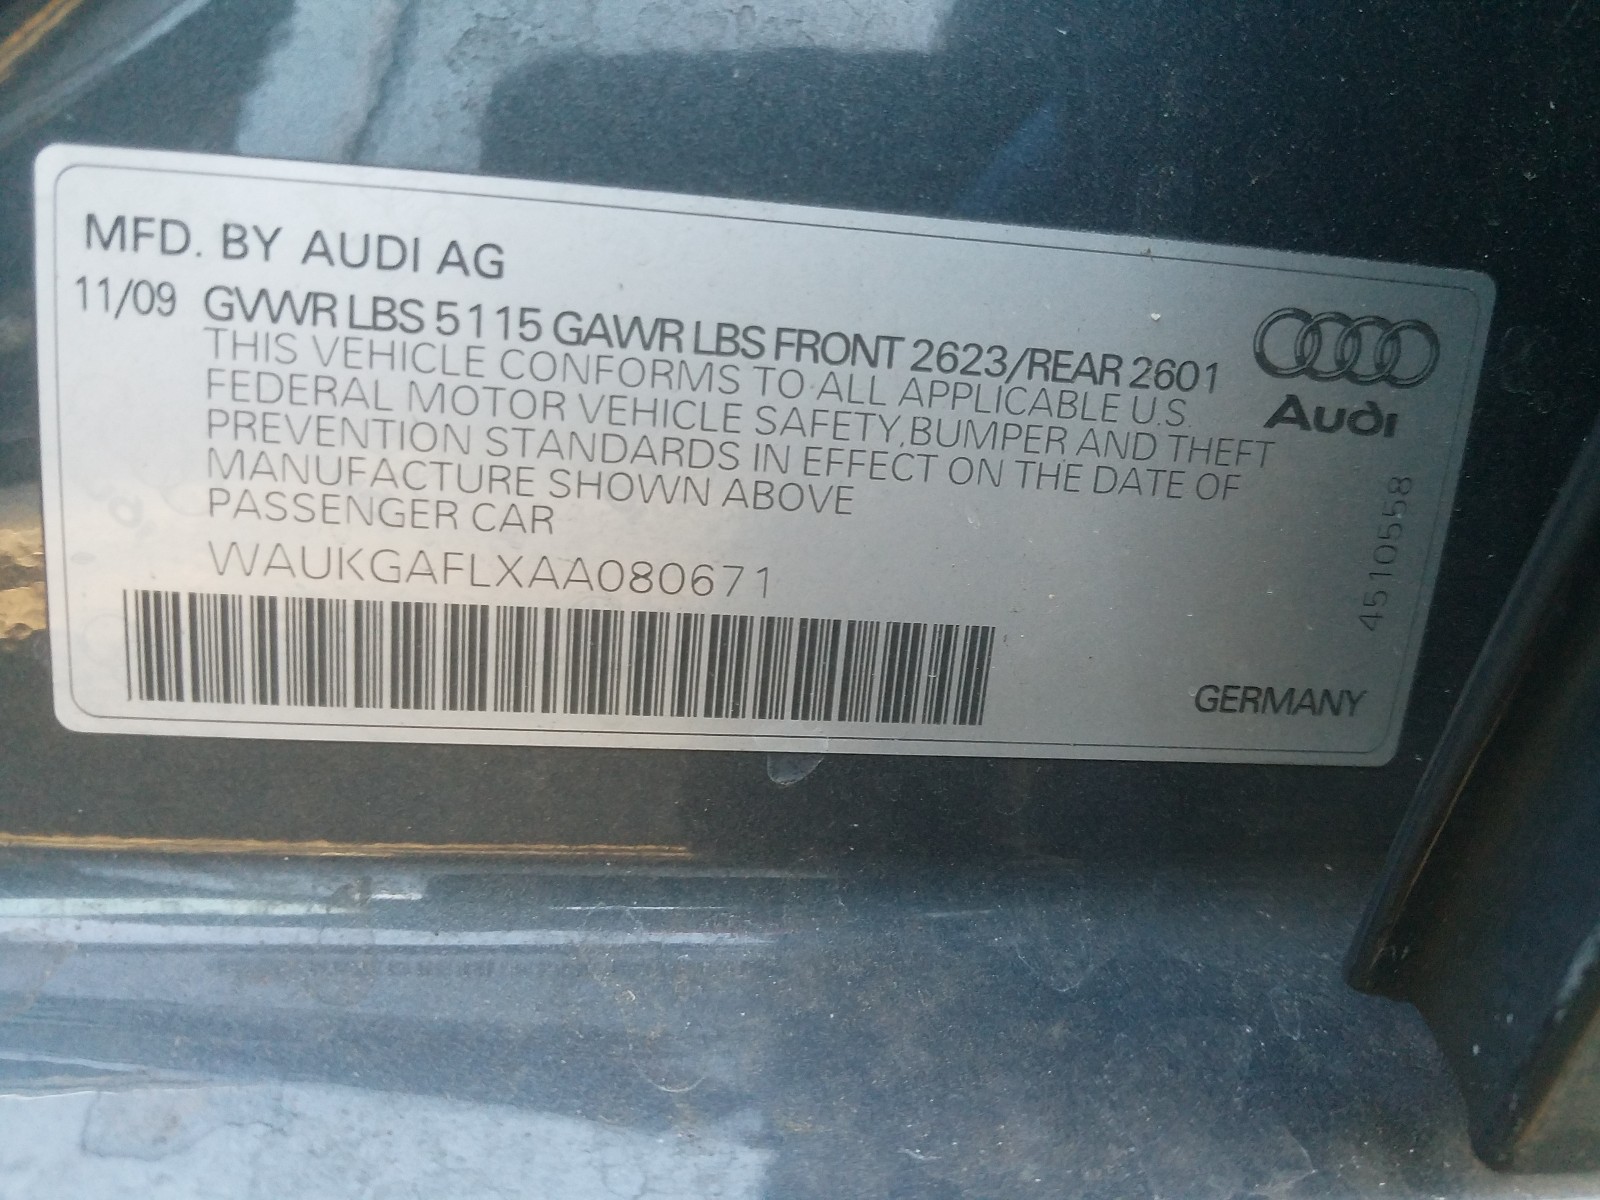 MFD. BY AUDI AG
11/09 GVWR LBS 5115 GAWR LBS FRONT 2623/REAR 2601
THIS VEHICLE CONFORMS TO ALL APPLICABLE U.S.
FEDERAL MOTOR VEHICLE SAFETY,BUMPER AND THEFT
PREVENTION STANDARDS IN EFFECT ON THE DATE OF
MANUFACTURE SHOWN ABOVE
PASSENGER CAR
WAUKGAFLXAA080671
Audi
4510558
GERMANY